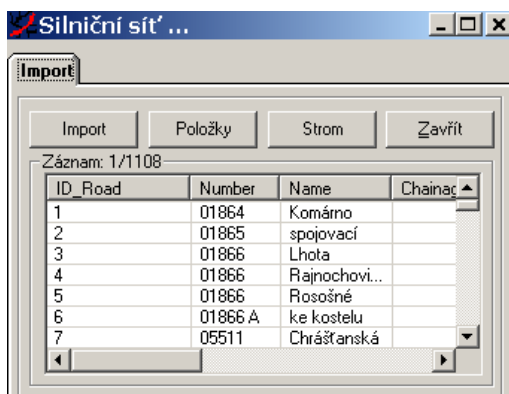 Silniční síť ...
Import
Import Položky Strom Zavřít
Záznam: 1/1108
ID_Road Number Name Chainag
1 01864 Komárno
2 01865 spojovací
3 01866 Lhota
4 01866 Rajnochovi...
5 01866 Rosošné
6 01866 A ke kostelu
7 05511 Chrášťanská